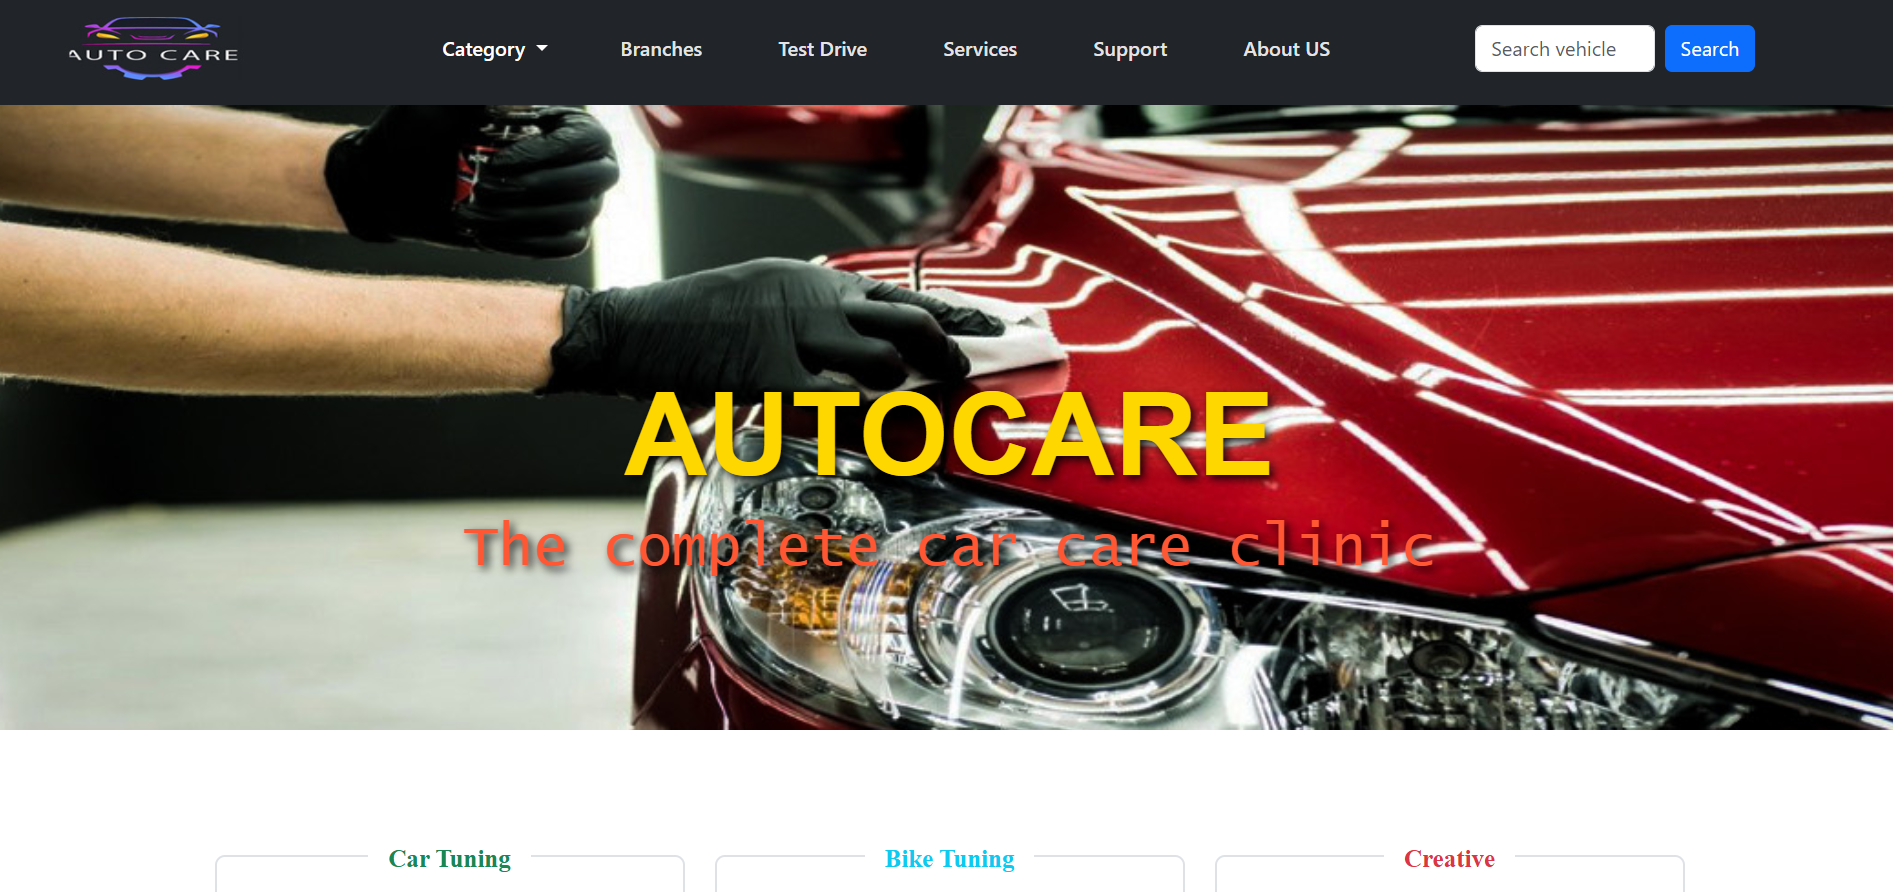 AUTO CARE
Category
Branches
Test Drive
Services
Support
About US
Search vehicle
Search
AUTOCARE
The complete car care clinic
Car Tuning
Bike Tuning
Creative